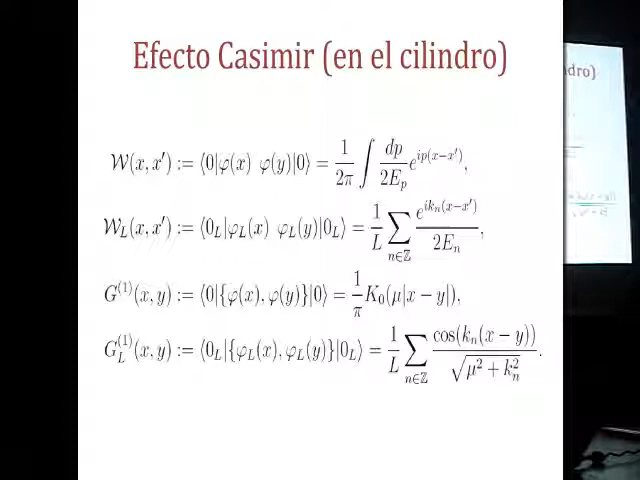 Efecto Casimir (en el cilindro)
𝒲(x, x′) := ⟨0|φ(x) φ(y)|0⟩ = 1/2π ∫ dp/2E_p e^{ip(x−x′)},
𝒲_L(x, x′) := ⟨0_L|φ_L(x) φ_L(y)|0_L⟩ = 1/L ∑_{n∈ℤ} e^{ik_n(x−x′)}/2E_n,
G^{(1)}(x, y) := ⟨0|{φ(x), φ(y)}|0⟩ = 1/π K_0(μ|x − y|),
G_L^{(1)}(x, y) := ⟨0_L|{φ_L(x), φ_L(y)}|0_L⟩ = 1/L ∑_{n∈ℤ} cos(k_n(x − y))/√(μ² + k_n²).
dro)